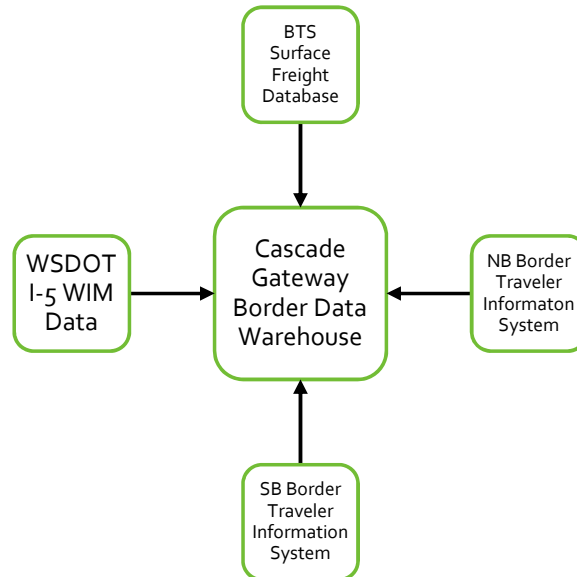 BTS
Surface
Freight
Database
WSDOT
I-5 WIM
Data
Cascade
Gateway
Border Data
Warehouse
NB Border
Traveler
Informaton
System
SB Border
Traveler
Information
System